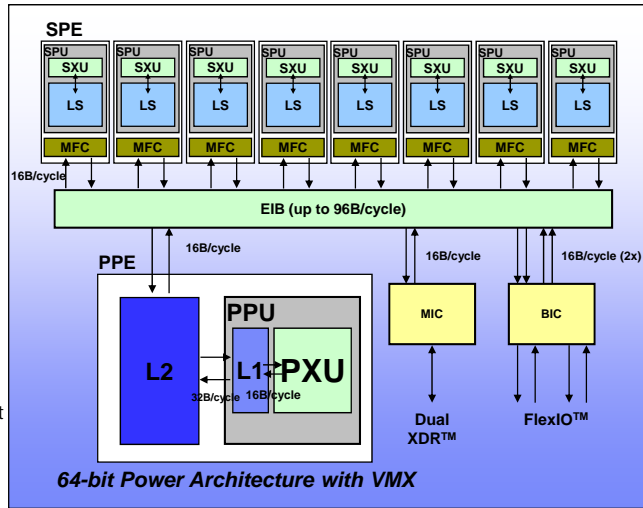 SPE
SPU SPU SPU SPU SPU SPU SPU SPU
SXU SXU SXU SXU SXU SXU SXU SXU
LS LS LS LS LS LS LS LS
MFC MFC MFC MFC MFC MFC MFC MFC
16B/cycle
EIB (up to 96B/cycle)
16B/cycle 16B/cycle 16B/cycle (2x)
PPE
PPU
MIC BIC
L2 L1 PXU
32B/cycle 16B/cycle
t
Dual
XDR™
FlexIO™
64-bit Power Architecture with VMX